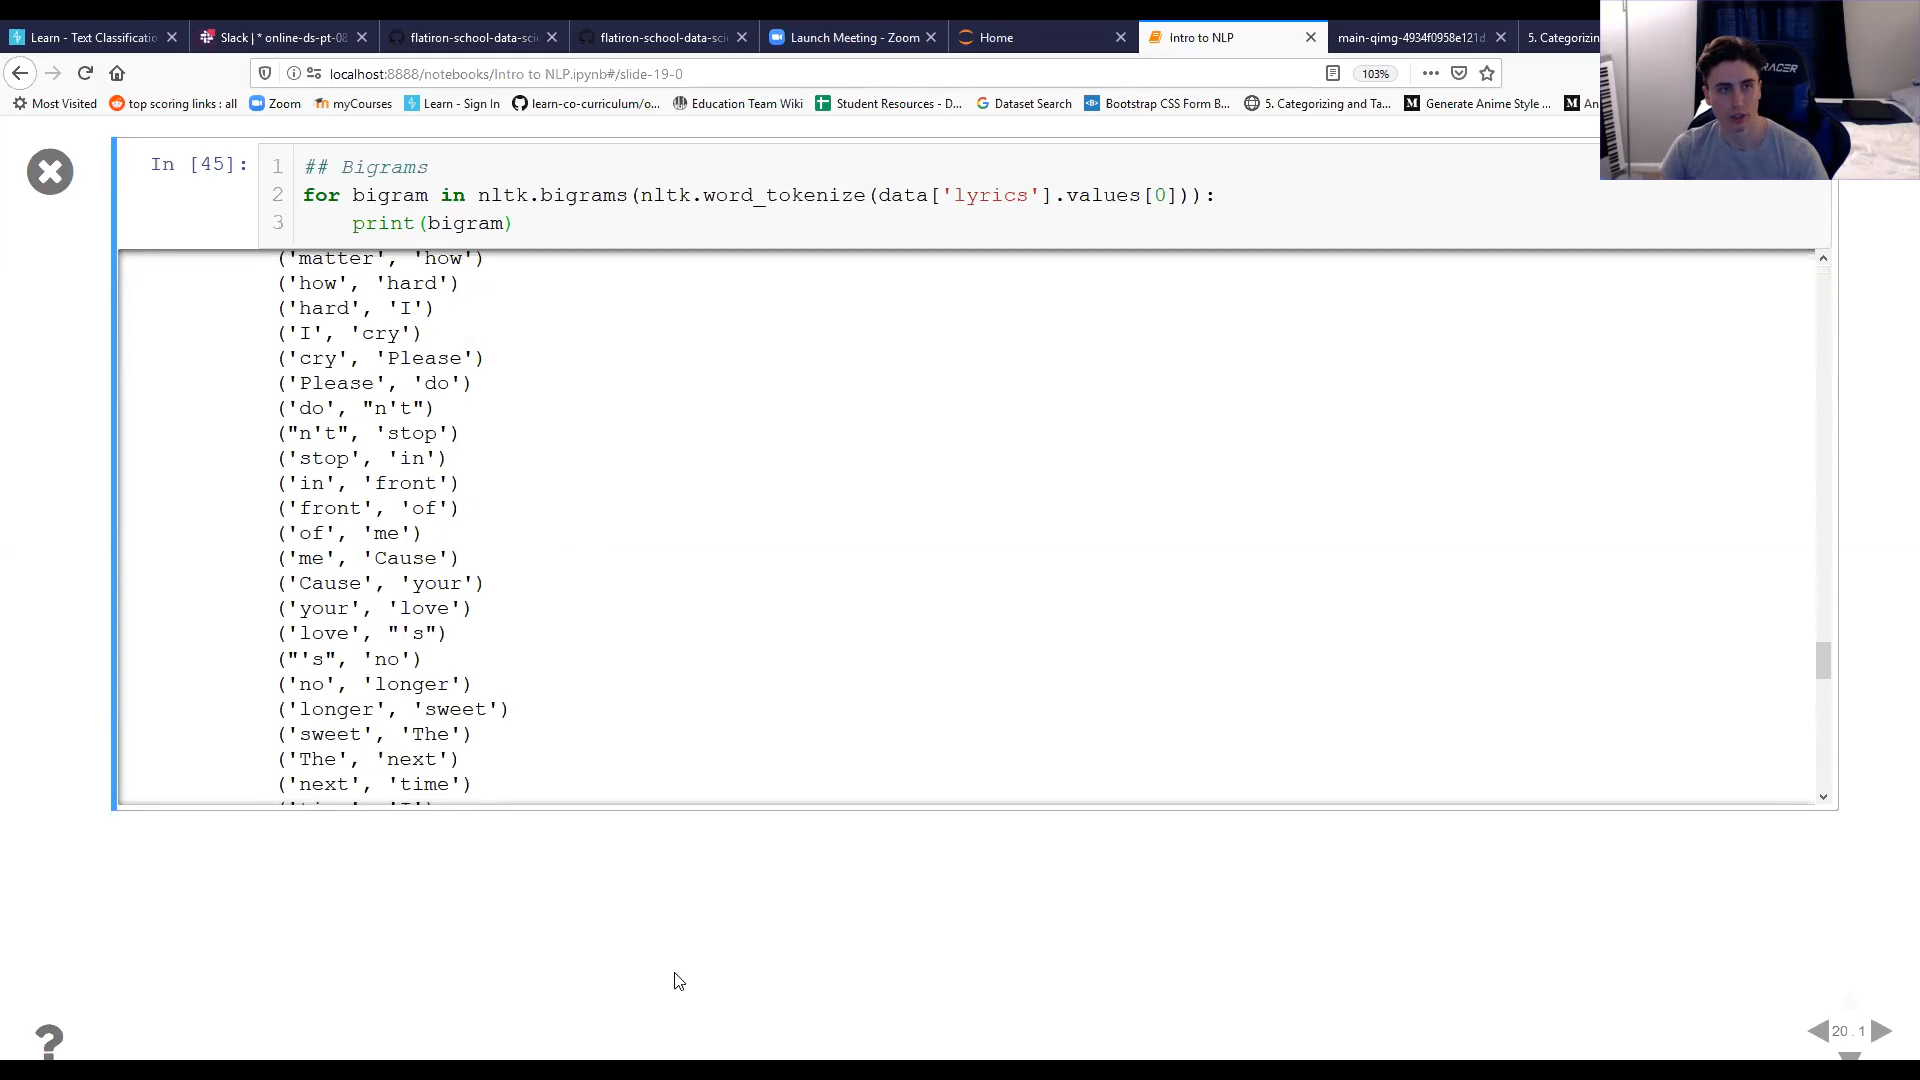 Learn - Text Classificatio
Slack | * online-ds-pt-08
flatiron-school-data-sci
flatiron-school-data-sci
Launch Meeting - Zoom
Home
Intro to NLP
main-qimg-4934f0958e121d
5. Categorizin
localhost:8888/notebooks/Intro to NLP.ipynb#/slide-19-0
103%
Most Visited
top scoring links : all
Zoom
myCourses
Learn - Sign In
learn-co-curriculum/o...
Education Team Wiki
Student Resources - D...
Dataset Search
Bootstrap CSS Form B...
5. Categorizing and Ta...
Generate Anime Style ...
An
RACER
In [45]:
1 ## Bigrams
2 for bigram in nltk.bigrams(nltk.word_tokenize(data['lyrics'].values[0])):
3 print(bigram)
('matter', 'how')
('how', 'hard')
('hard', 'I')
('I', 'cry')
('cry', 'Please')
('Please', 'do')
('do', "n't")
("n't", 'stop')
('stop', 'in')
('in', 'front')
('front', 'of')
('of', 'me')
('me', 'Cause')
('Cause', 'your')
('your', 'love')
('love', "'s")
("'s", 'no')
('no', 'longer')
('longer', 'sweet')
('sweet', 'The')
('The', 'next')
('next', 'time')
20 . 1
?